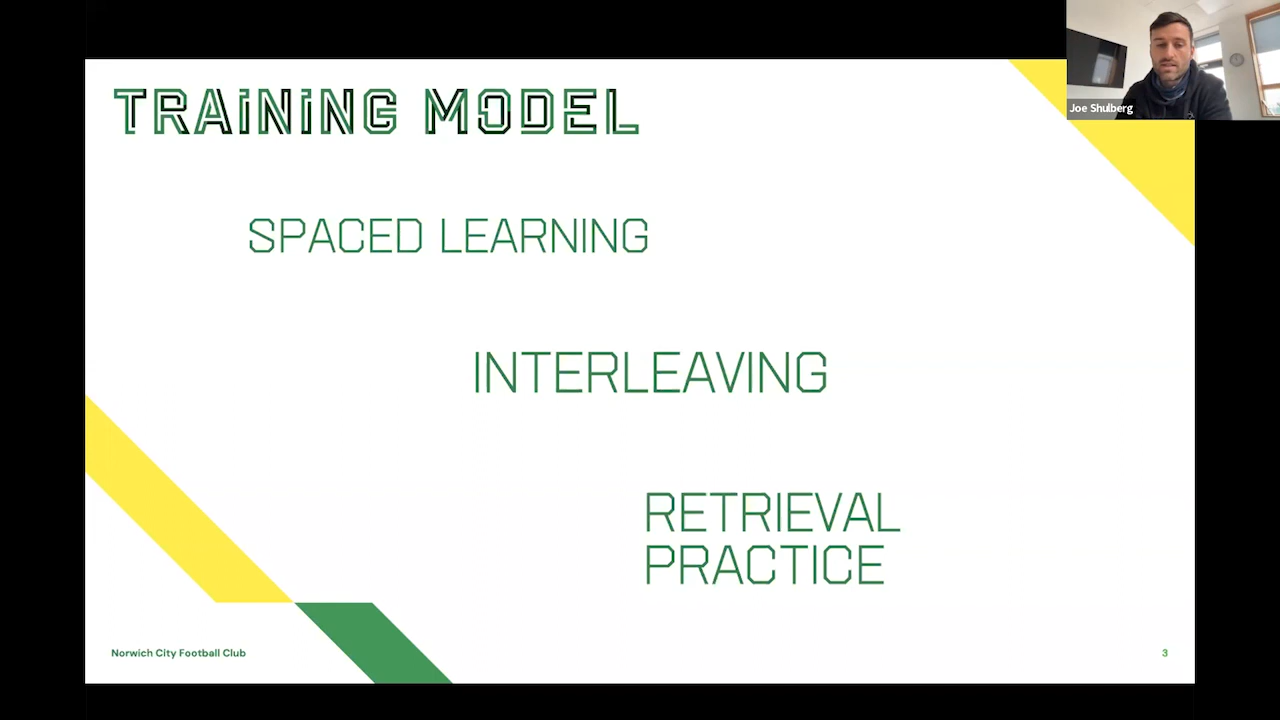 Joe Shulberg
TRAiNiNG MODEL
SPACED LEARNING
INTERLEAVING
RETRIEVAL
PRACTICE
Norwich City Football Club
3